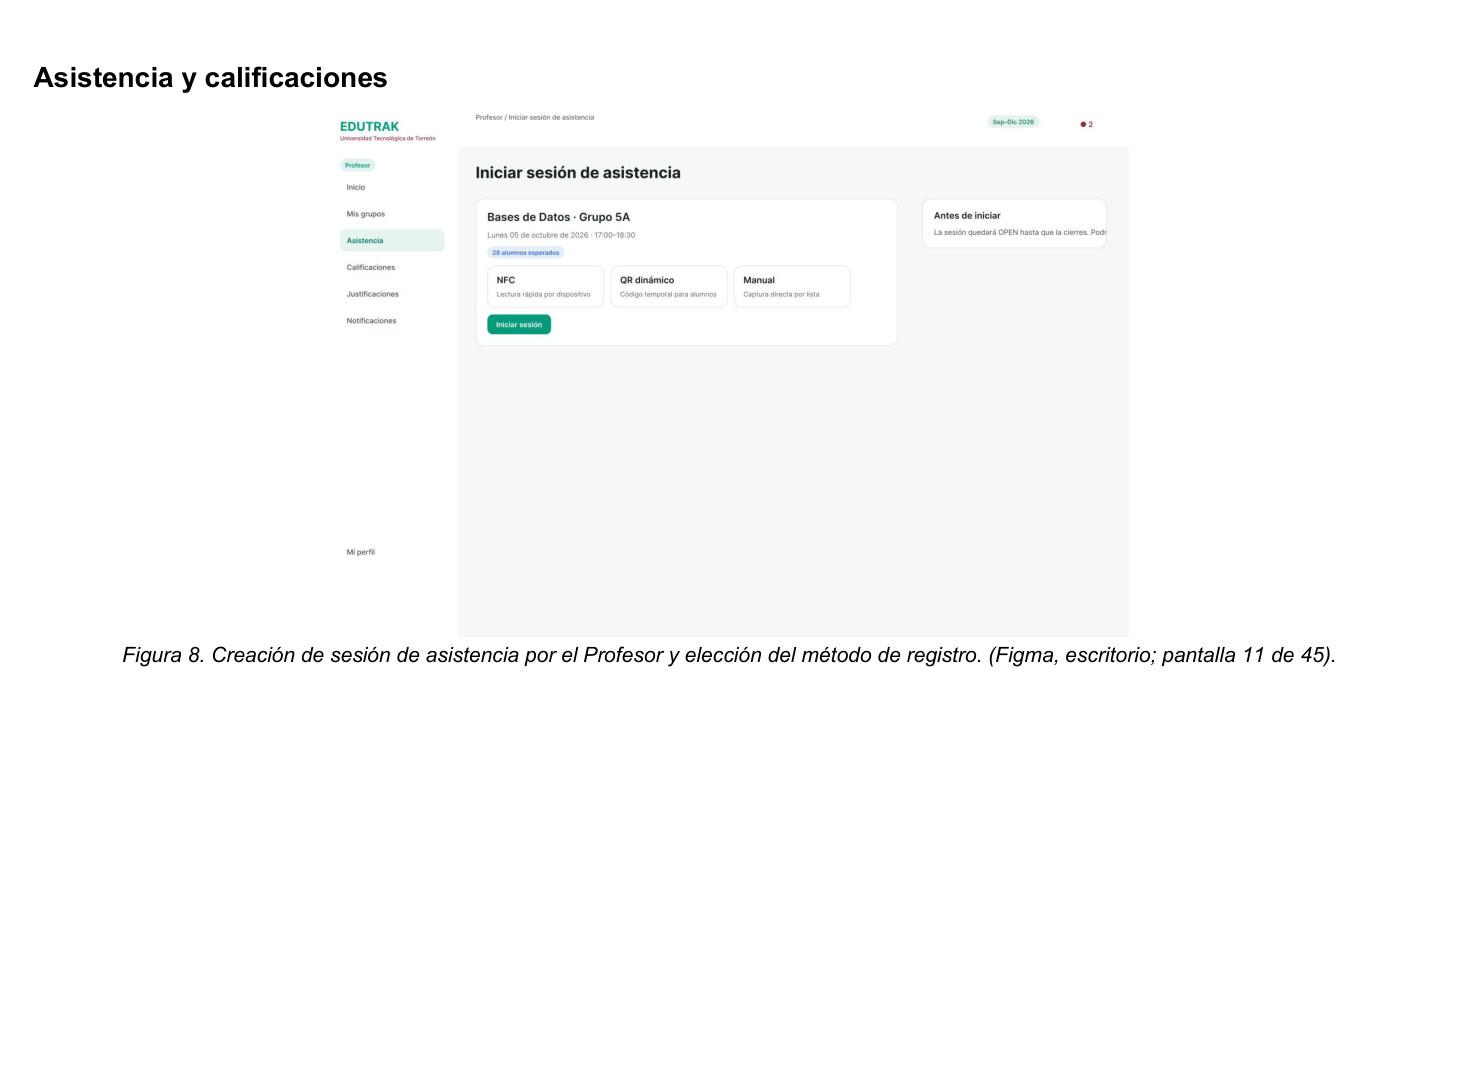 Asistencia y calificaciones
EDUTRAK
Universidad Tecnológica de Torreón
Profesor
Inicio
Mis grupos
Asistencia
Calificaciones
Justificaciones
Notificaciones
Mi perfil
Profesor / Iniciar sesión de asistencia
Sep-Dic 2026
2
Iniciar sesión de asistencia
Bases de Datos · Grupo 5A
Lunes 05 de octubre de 2026 · 17:00–18:30
28 alumnos esperados
NFC
Lectura rápida por dispositivo
QR dinámico
Código temporal para alumnos
Manual
Captura directa por lista
Iniciar sesión
Antes de iniciar
La sesión quedará OPEN hasta que la cierres.
Figura 8. Creación de sesión de asistencia por el Profesor y elección del método de registro. (Figma, escritorio; pantalla 11 de 45).